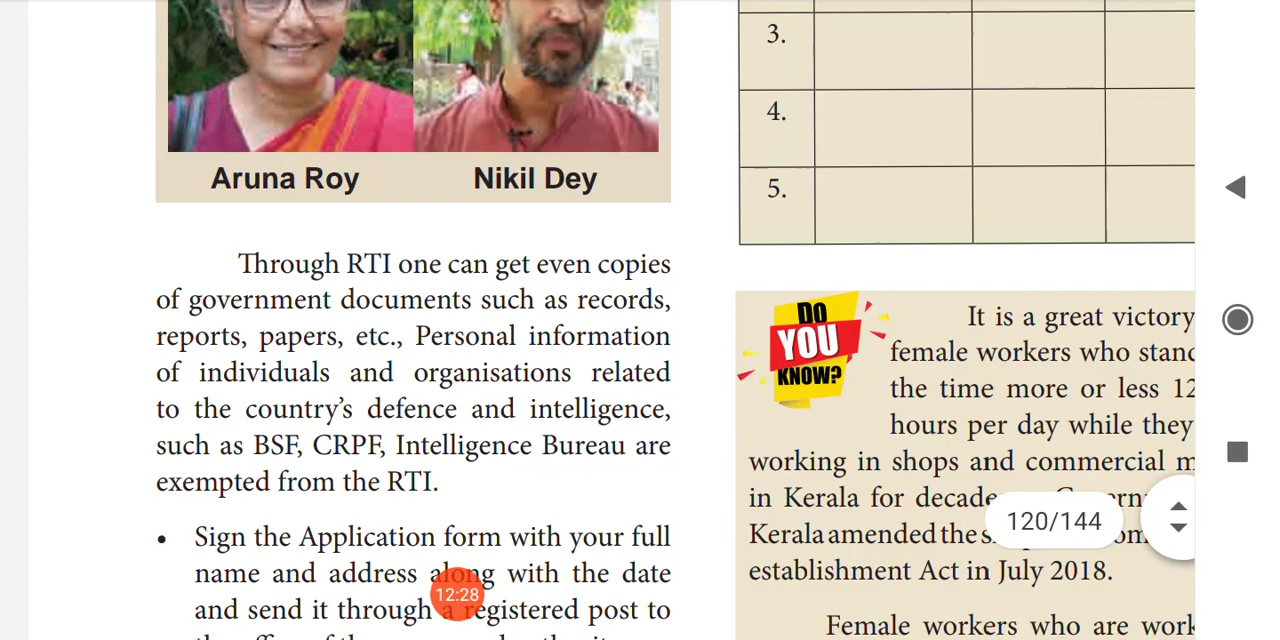 Aruna Roy
Nikil Dey
Through RTI one can get even copies
of government documents such as records,
reports, papers, etc., Personal information
of individuals and organisations related
to the country's defence and intelligence,
such as BSF, CRPF, Intelligence Bureau are
exempted from the RTI.
• Sign the Application form with your full
name and address along with the date
and send it through a registered post to
3.
4.
5.
DO
YOU
KNOW?
It is a great victory
female workers who stand
the time more or less 12
hours per day while they
working in shops and commercial
in Kerala for
Kerala amended the
establishment Act in July 2018.
Female workers who are work
120/144
12:28